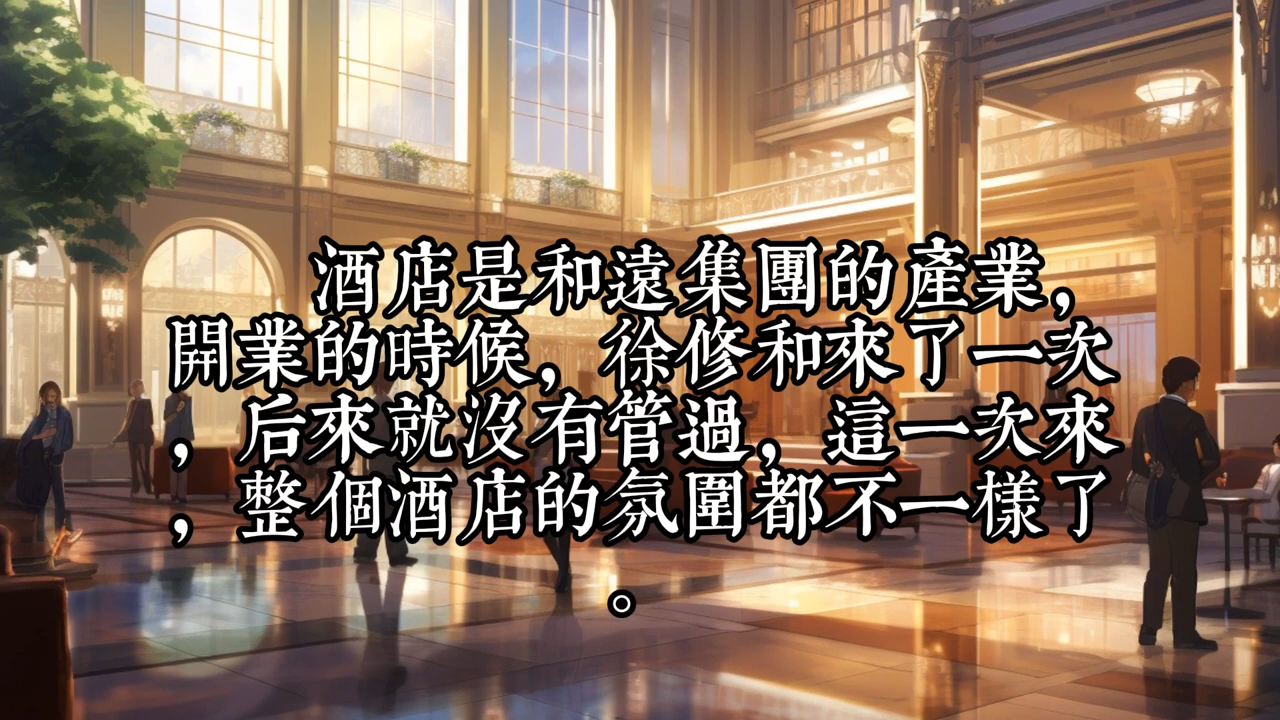 酒店是和遠集團的產業，
開業的時候，徐修和來了一次
，后來就沒有管過，這一次來
，整個酒店的氛圍都不一樣了
。